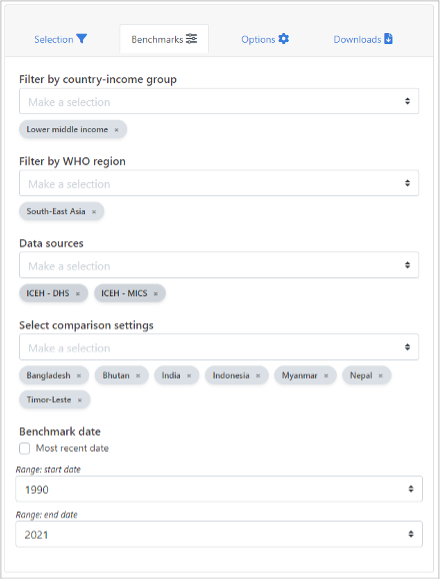 Selection Benchmarks Options Downloads
Filter by country-income group
Make a selection
Lower middle income ×
Filter by WHO region
Make a selection
South-East Asia ×
Data sources
Make a selection
ICEH - DHS × ICEH - MICS ×
Select comparison settings
Make a selection
Bangladesh × Bhutan × India × Indonesia × Myanmar × Nepal ×
Timor-Leste ×
Benchmark date
Most recent date
Range: start date
1990
Range: end date
2021